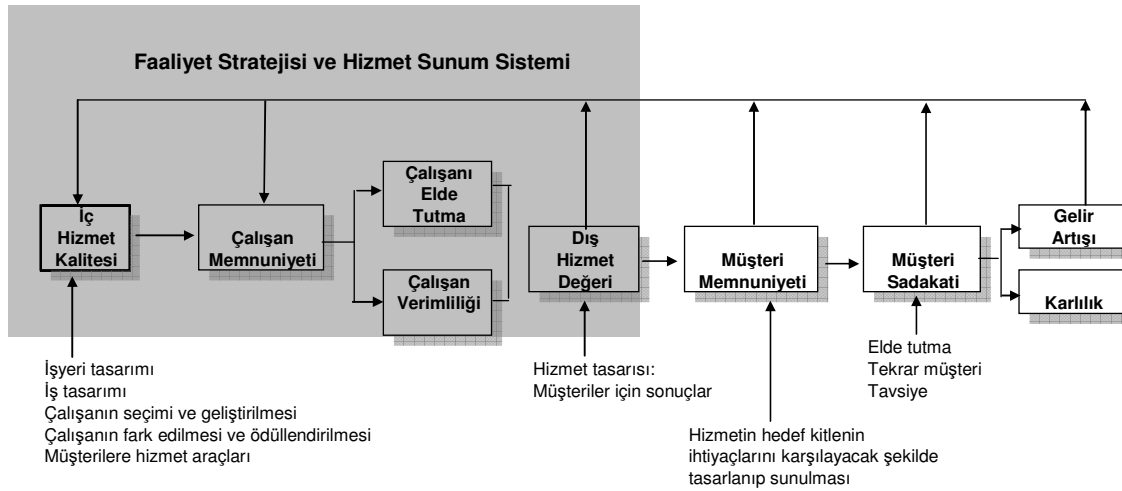 Faaliyet Stratejisi ve Hizmet Sunum Sistemi
İç
Hizmet
Kalitesi
Çalışan
Memnuniyeti
Çalışanı
Elde
Tutma
Çalışan
Verimliliği
Dış
Hizmet
Değeri
Müşteri
Memnuniyeti
Müşteri
Sadakati
Gelir
Artışı
Karlılık
İşyeri tasarımı
İş tasarımı
Çalışanın seçimi ve geliştirilmesi
Çalışanın fark edilmesi ve ödüllendirilmesi
Müşterilere hizmet araçları
Hizmet tasarısı:
Müşteriler için sonuçlar
Hizmetin hedef kitlenin
ihtiyaçlarını karşılayacak şekilde
tasarlanıp sunulması
Elde tutma
Tekrar müşteri
Tavsiye